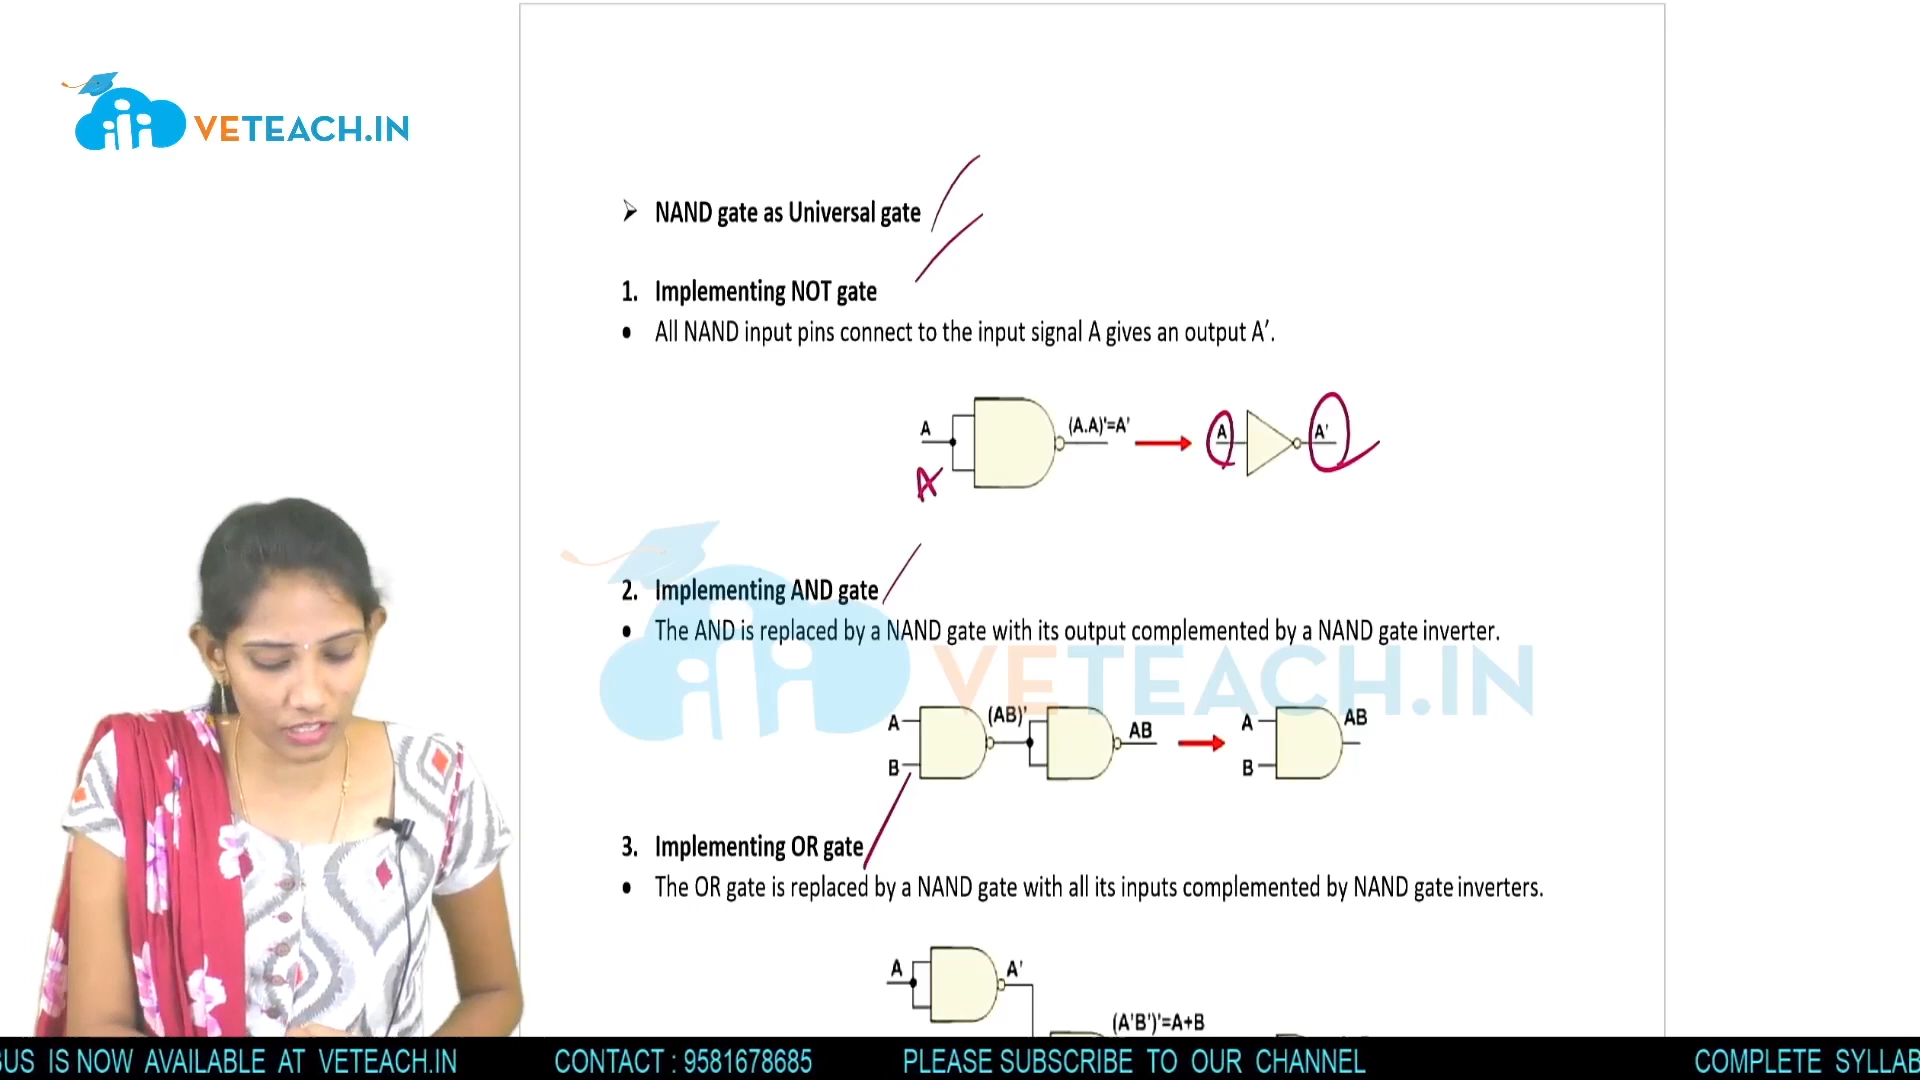 VETEACH.IN
NAND gate as Universal gate
1. Implementing NOT gate
• All NAND input pins connect to the input signal A gives an output A′.
A
(A.A)'=A'
A
A'
A
2. Implementing AND gate
• The AND is replaced by a NAND gate with its output complemented by a NAND gate inverter.
VETEACH.IN
A
B
(AB)'
AB
A
B
AB
3. Implementing OR gate
• The OR gate is replaced by a NAND gate with all its inputs complemented by NAND gate inverters.
A
A'
(A'B')'=A+B
BUS IS NOW AVAILABLE AT VETEACH.IN CONTACT : 9581678685 PLEASE SUBSCRIBE TO OUR CHANNEL COMPLETE SYLLAB